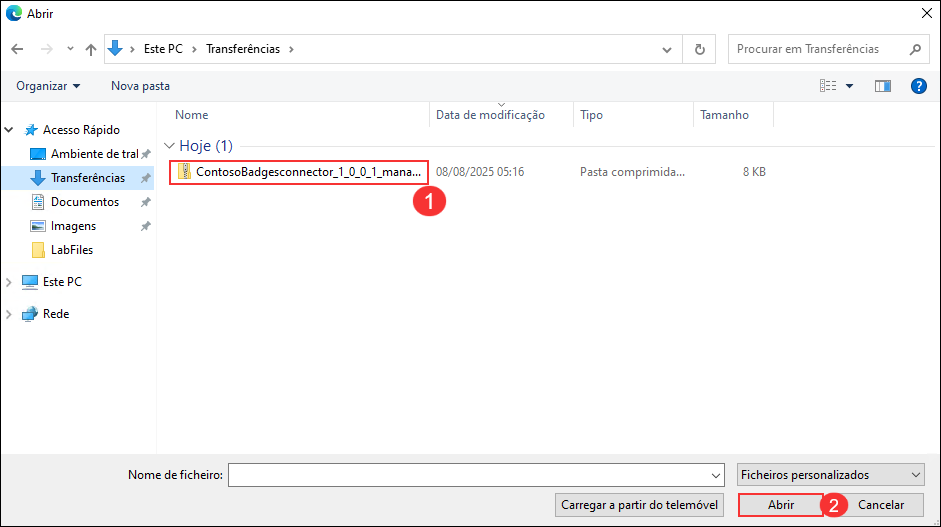 Abrir
Este PC
Transferências
Procurar em Transferências
Organizar
Nova pasta
?
Nome
Data de modificação
Tipo
Tamanho
Acesso Rápido
Ambiente de tral
Transferências
Documentos
Imagens
LabFiles
Este PC
Rede
Hoje (1)
ContosoBadgesconnector_1_0_0_1_mana... 08/08/2025 05:16 Pasta comprimida... 8 KB
1
Nome de ficheiro:
Ficheiros personalizados
Carregar a partir do telemóvel
Abrir
2
Cancelar